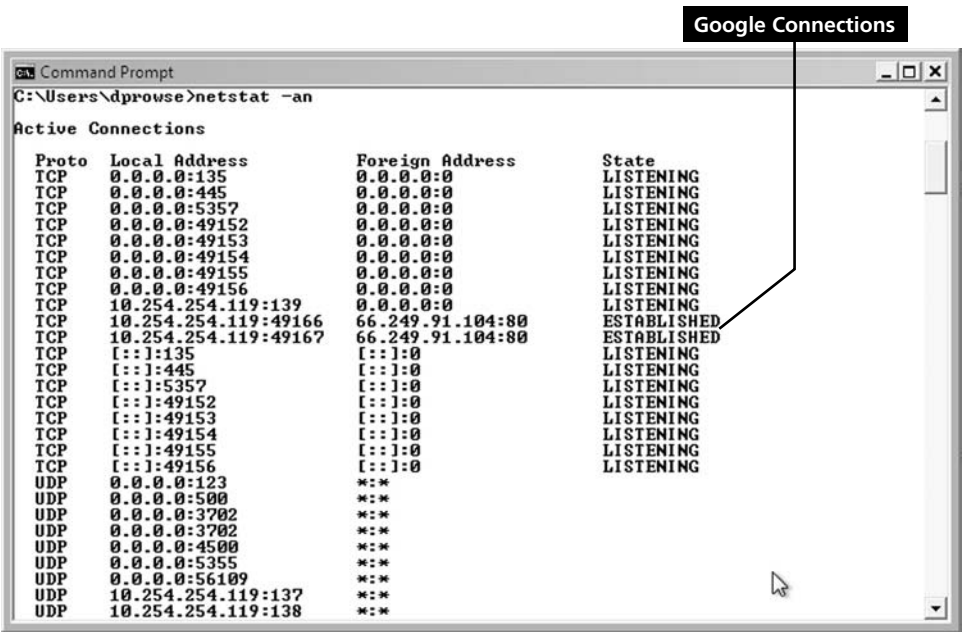 Google Connections
Command Prompt
C:\Users\dprowse>netstat -an
Active Connections
Proto Local Address Foreign Address State
TCP 0.0.0.0:135 0.0.0.0:0 LISTENING
TCP 0.0.0.0:445 0.0.0.0:0 LISTENING
TCP 0.0.0.0:5357 0.0.0.0:0 LISTENING
TCP 0.0.0.0:49152 0.0.0.0:0 LISTENING
TCP 0.0.0.0:49153 0.0.0.0:0 LISTENING
TCP 0.0.0.0:49154 0.0.0.0:0 LISTENING
TCP 0.0.0.0:49155 0.0.0.0:0 LISTENING
TCP 0.0.0.0:49156 0.0.0.0:0 LISTENING
TCP 10.254.254.119:139 0.0.0.0:0 LISTENING
TCP 10.254.254.119:49166 66.249.91.104:80 ESTABLISHED
TCP 10.254.254.119:49167 66.249.91.104:80 ESTABLISHED
TCP [::]:135 [::]:0 LISTENING
TCP [::]:445 [::]:0 LISTENING
TCP [::]:5357 [::]:0 LISTENING
TCP [::]:49152 [::]:0 LISTENING
TCP [::]:49153 [::]:0 LISTENING
TCP [::]:49154 [::]:0 LISTENING
TCP [::]:49155 [::]:0 LISTENING
TCP [::]:49156 [::]:0 LISTENING
UDP 0.0.0.0:123 *:*
UDP 0.0.0.0:500 *:*
UDP 0.0.0.0:3702 *:*
UDP 0.0.0.0:3702 *:*
UDP 0.0.0.0:4500 *:*
UDP 0.0.0.0:5355 *:*
UDP 0.0.0.0:56109 *:*
UDP 10.254.254.119:137 *:*
UDP 10.254.254.119:138 *:*